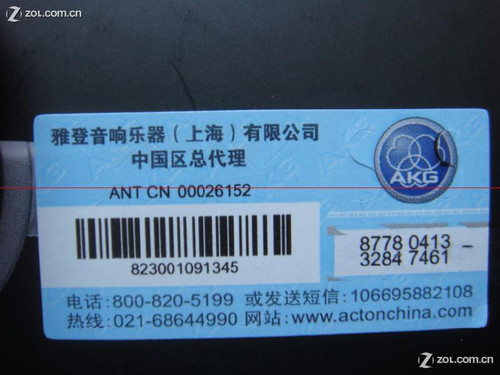 ZOL.COM.CN
雅登音响乐器（上海）有限公司
中国区总代理
AKG
ANT CN 00026152
823001091345
8778 0413 –
3284 7461
电话:800-820-5199 或发送短信:106695882108
热线:021-68644990 网站:www.actonchina.com
ZOL.COM.CN